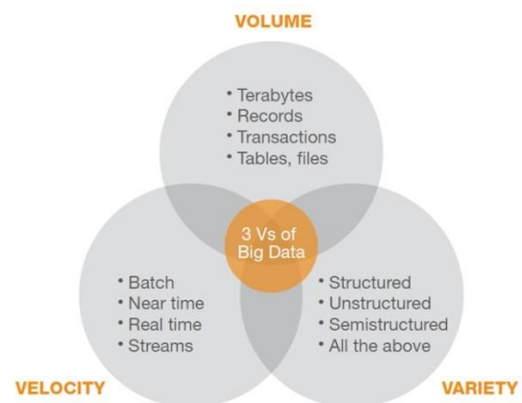 VOLUME
• Terabytes
• Records
• Transactions
• Tables, files
3 Vs of
Big Data
• Batch
• Near time
• Real time
• Streams
• Structured
• Unstructured
• Semistructured
• All the above
VELOCITY
VARIETY